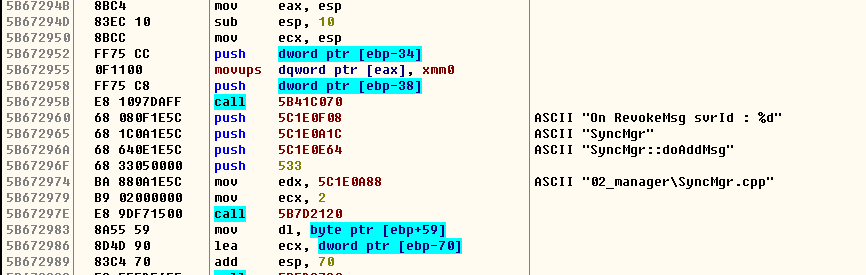 5B67294B 8BC4 mov eax, esp
5B67294D 83EC 10 sub esp, 10
5B672950 8BCC mov ecx, esp
5B672952 FF75 CC push dword ptr [ebp-34]
5B672955 0F1100 movups dqword ptr [eax], xmm0
5B672958 FF75 C8 push dword ptr [ebp-38]
5B67295B E8 1097DAFF call 5B41C070
5B672960 68 080F1E5C push 5C1E0F08 ASCII "On RevokeMsg svrId : %d"
5B672965 68 1C0A1E5C push 5C1E0A1C ASCII "SyncMgr"
5B67296A 68 640E1E5C push 5C1E0E64 ASCII "SyncMgr::doAddMsg"
5B67296F 68 33050000 push 533
5B672974 BA 880A1E5C mov edx, 5C1E0A88 ASCII "02_manager\SyncMgr.cpp"
5B672979 B9 02000000 mov ecx, 2
5B67297E E8 9DF71500 call 5B7D2120
5B672983 8A55 59 mov dl, byte ptr [ebp+59]
5B672986 8D4D 90 lea ecx, dword ptr [ebp-70]
5B672989 83C4 70 add esp, 70